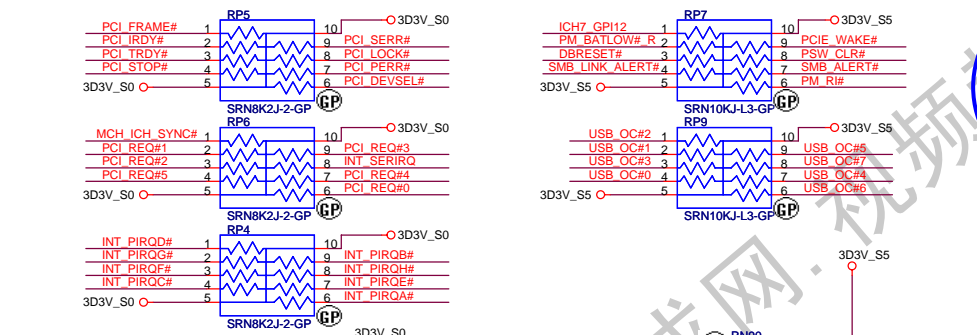 RP5
PCI_FRAME# 1 10 3D3V_S0
PCI_IRDY# 2 9 PCI_SERR#
PCI_TRDY# 3 8 PCI_LOCK#
PCI_STOP# 4 7 PCI_PERR#
3D3V_S0 5 6 PCI_DEVSEL#
SRN8K2J-2-GP GP
RP6
MCH_ICH_SYNC# 1 10 3D3V_S0
PCI_REQ#1 2 9 PCI_REQ#3
PCI_REQ#2 3 8 INT_SERIRQ
PCI_REQ#5 4 7 PCI_REQ#4
3D3V_S0 5 6 PCI_REQ#0
SRN8K2J-2-GP GP
RP4
INT_PIRQD# 1 10 3D3V_S0
INT_PIRQG# 2 9 INT_PIRQB#
INT_PIRQF# 3 8 INT_PIRQH#
INT_PIRQC# 4 7 INT_PIRQE#
3D3V_S0 5 6 INT_PIRQA#
SRN8K2J-2-GP GP
3D3V_S0
RP7
ICH7_GPI12 1 10 3D3V_S5
PM_BATLOW#_R 2 9 PCIE_WAKE#
DBRESET# 3 8 PSW_CLR#
SMB_LINK_ALERT# 4 7 SMB_ALERT#
3D3V_S5 5 6 PM_RI#
SRN10KJ-L3-GP GP
RP9
USB_OC#2 1 10 3D3V_S5
USB_OC#1 2 9 USB_OC#5
USB_OC#3 3 8 USB_OC#7
USB_OC#0 4 7 USB_OC#4
3D3V_S5 5 6 USB_OC#6
SRN10KJ-L3-GP GP
3D3V_S5
网.视频